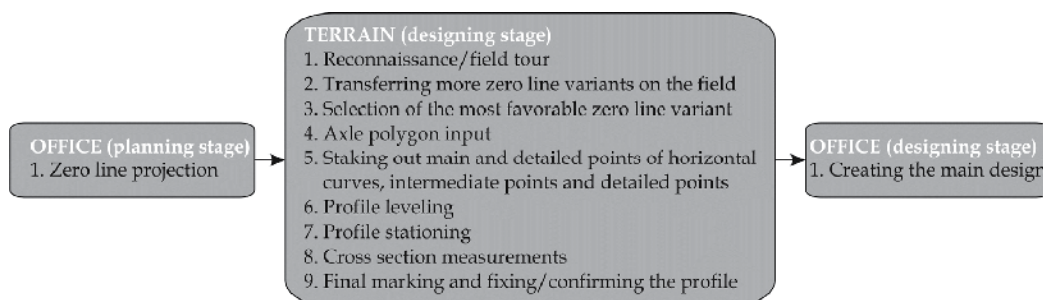 OFFICE (planning stage)
1. Zero line projection
TERRAIN (designing stage)
1. Reconnaissance/field tour
2. Transferring more zero line variants on the field
3. Selection of the most favorable zero line variant
4. Axle polygon input
5. Staking out main and detailed points of horizontal
curves, intermediate points and detailed points
6. Profile leveling
7. Profile stationing
8. Cross section measurements
9. Final marking and fixing/confirming the profile
OFFICE (designing stage)
1. Creating the main design